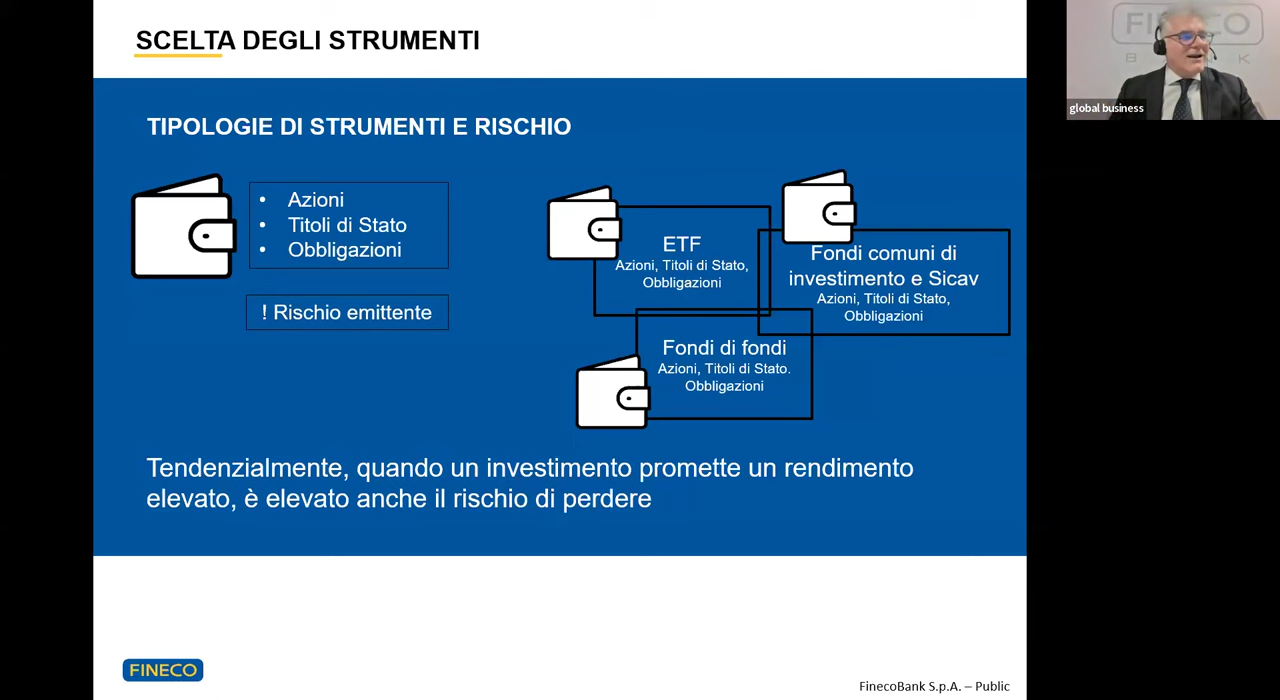 SCELTA DEGLI STRUMENTI
TIPOLOGIE DI STRUMENTI E RISCHIO
• Azioni
• Titoli di Stato
• Obbligazioni
! Rischio emittente
ETF
Azioni, Titoli di Stato,
Obbligazioni
Fondi comuni di
investimento e Sicav
Azioni, Titoli di Stato,
Obbligazioni
Fondi di fondi
Azioni, Titoli di Stato.
Obbligazioni
Tendenzialmente, quando un investimento promette un rendimento
elevato, è elevato anche il rischio di perdere
FINECO
FinecoBank S.p.A. – Public
FINECO
BANK
global business